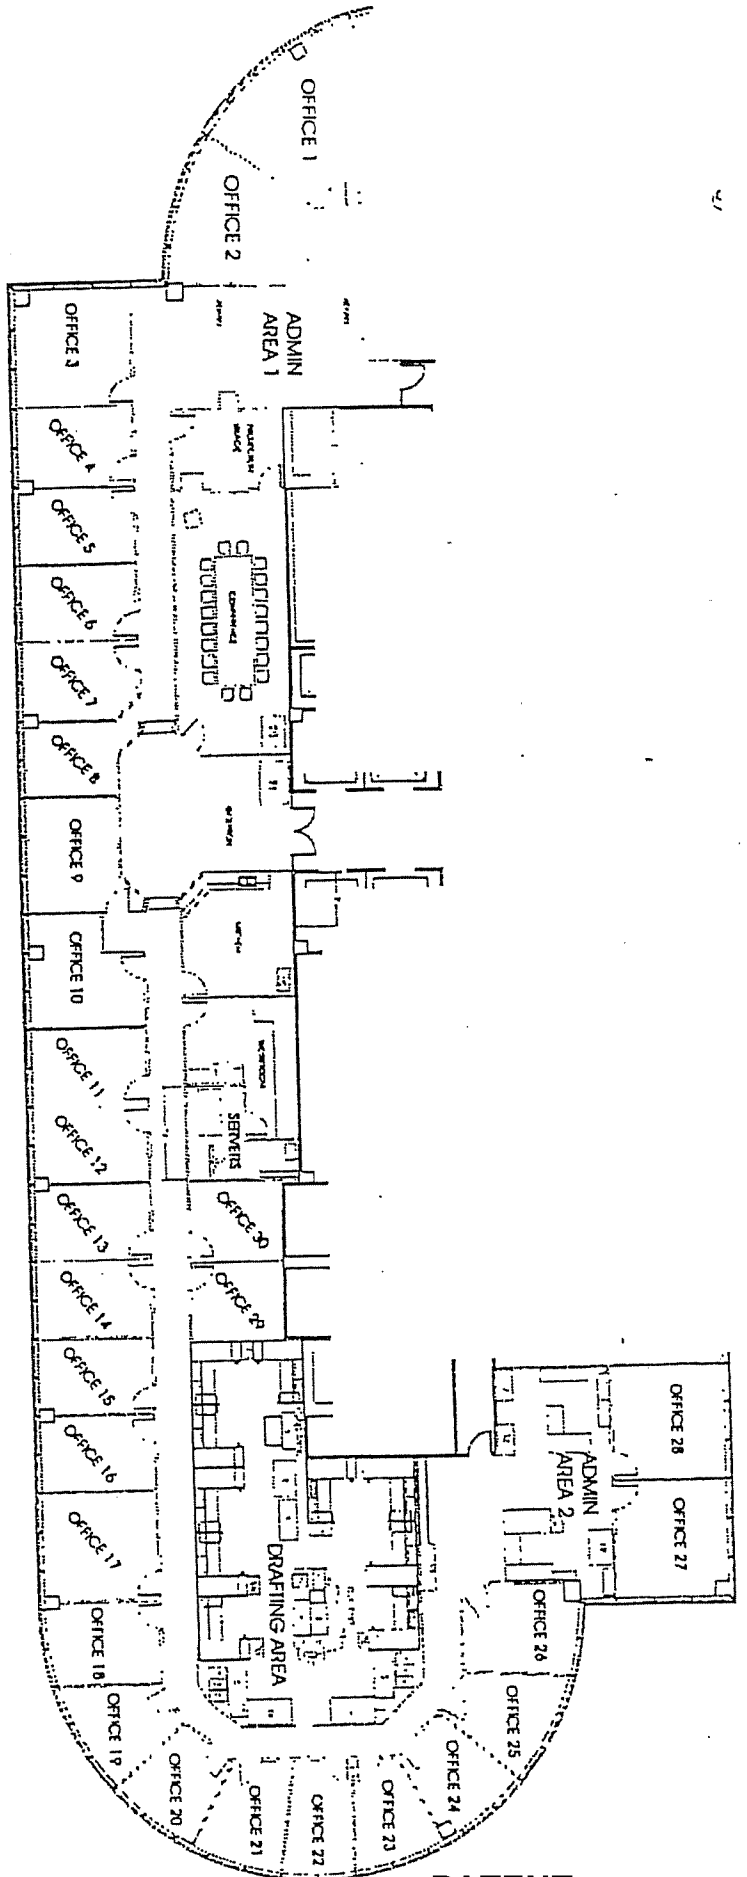 OFFICE 1
OFFICE 2
ADMIN
AREA 1
OFFICE 3
OFFICE 4
OFFICE 5
OFFICE 6
CONFERENCE
OFFICE 7
OFFICE 8
OFFICE 9
OFFICE 10
OFFICE 11
OFFICE 12
SERVERS
OFFICE 13
OFFICE 30
OFFICE 14
OFFICE 29
OFFICE 15
OFFICE 16
OFFICE 17
OFFICE 18
OFFICE 19
DRAFTING AREA
ADMIN
AREA 2
OFFICE 28
OFFICE 27
OFFICE 26
OFFICE 25
OFFICE 24
OFFICE 23
OFFICE 22
OFFICE 21
OFFICE 20